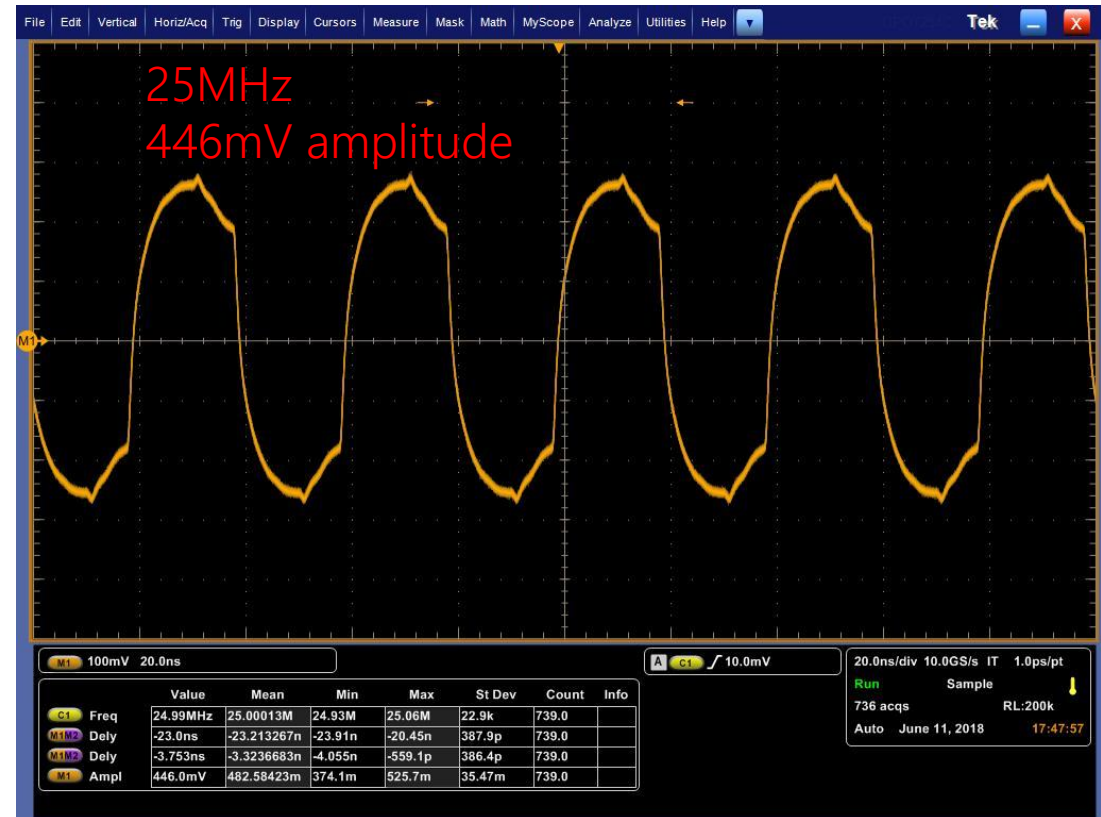 File Edit Vertical Horiz/Acq Trig Display Cursors Measure Mask Math MyScope Analyze Utilities Help Tek X
25MHz
446mV amplitude
M1
M1 100mV 20.0ns
A C1 10.0mV
20.0ns/div 10.0GS/s IT 1.0ps/pt
Run Sample
736 acqs RL:200k
Auto June 11, 2018 17:47:57
Value Mean Min Max St Dev Count Info
C1 Freq 24.99MHz 25.00013M 24.93M 25.06M 22.9k 739.0
M1M2 Dely -23.0ns -23.213267n -23.91n -20.45n 387.9p 739.0
M1M2 Dely -3.753ns -3.3236683n -4.055n -559.1p 386.4p 739.0
M1 Ampl 446.0mV 482.58423m 374.1m 525.7m 35.47m 739.0